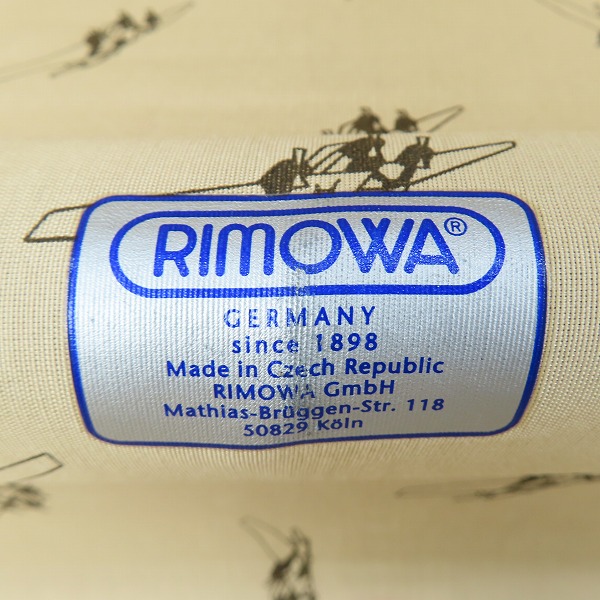 RIMOWA®
GERMANY
since 1898
Made in Czech Republic
RIMOWA GmbH
Mathias-Brüggen-Str. 118
50829 Köln